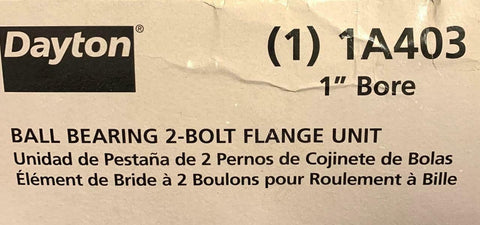 Dayton®
(1) 1A403
1" Bore
BALL BEARING 2-BOLT FLANGE UNIT
Unidad de Pestaña de 2 Pernos de Cojinete de Bolas
Élément de Bride à 2 Boulons pour Roulement à Bille